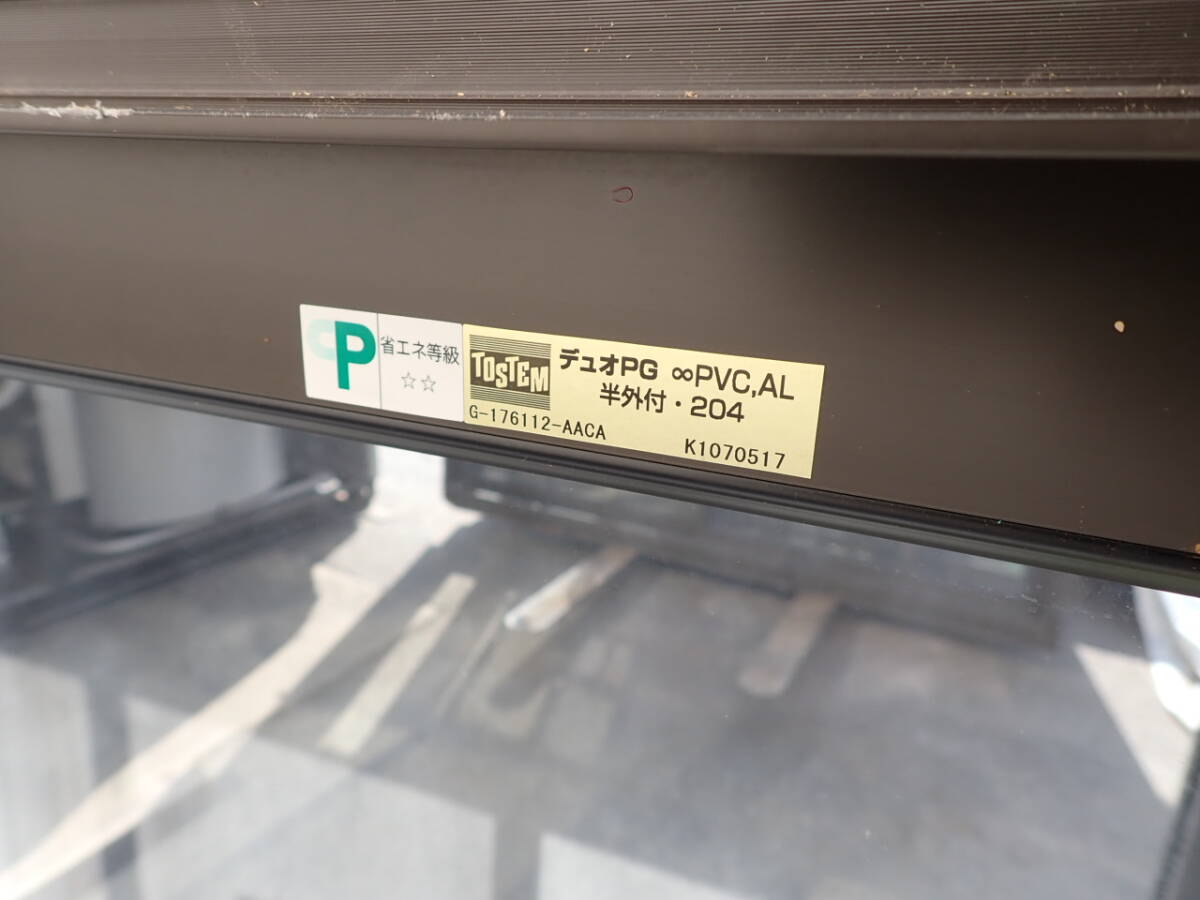 CP
省エネ等級
☆☆
TOSTEM
デュオPG ∞PVC,AL
半外付・204
G-176112-AACA
K1070517